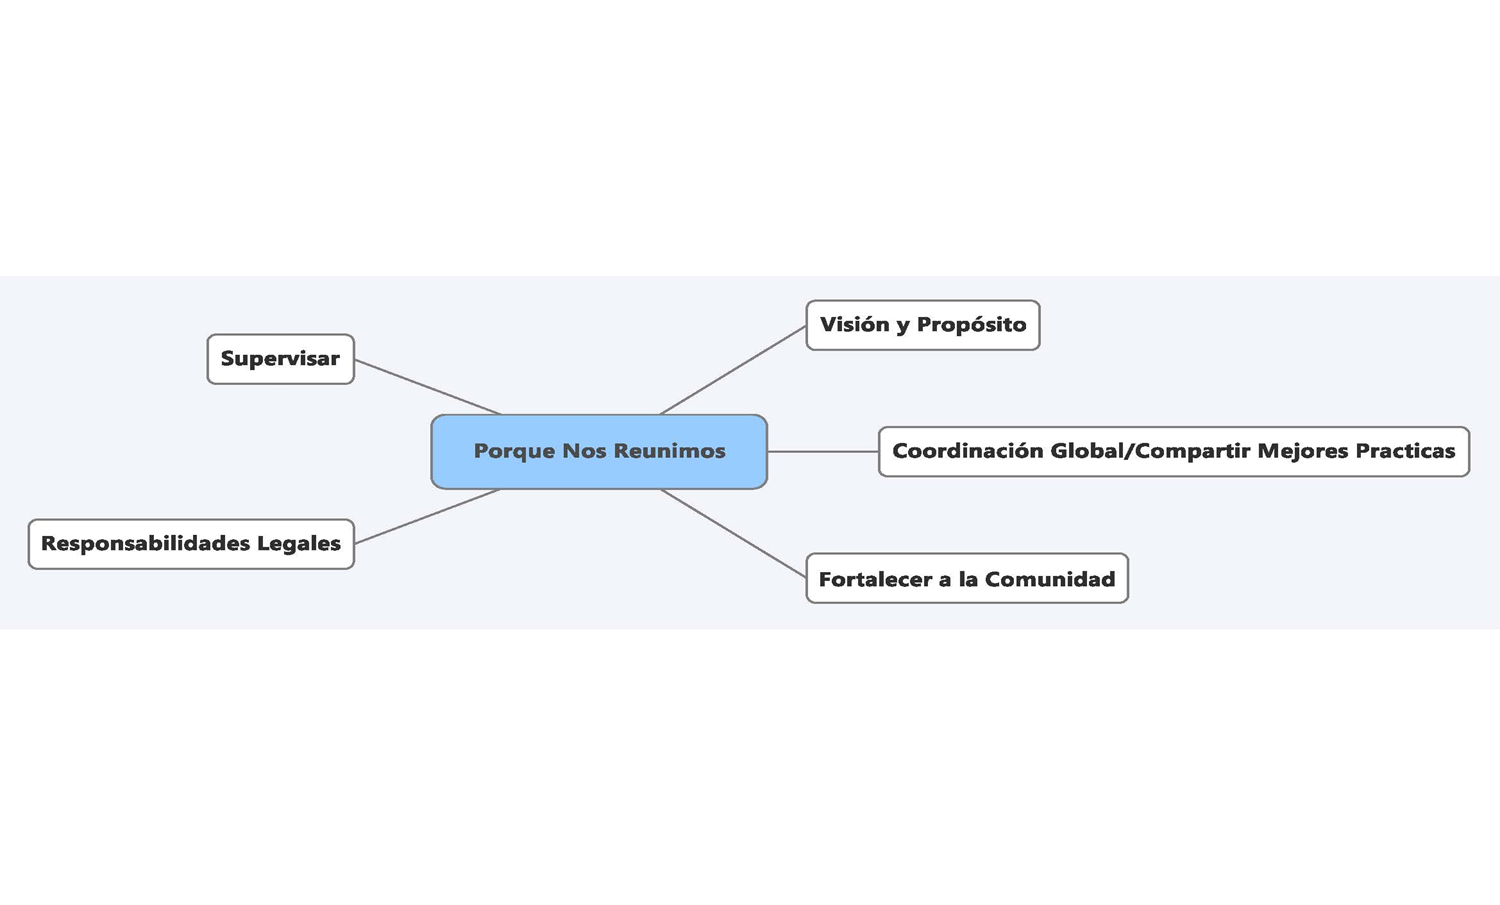 Visión y Propósito
Supervisar
Porque Nos Reunimos
Coordinación Global/Compartir Mejores Practicas
Responsabilidades Legales
Fortalecer a la Comunidad